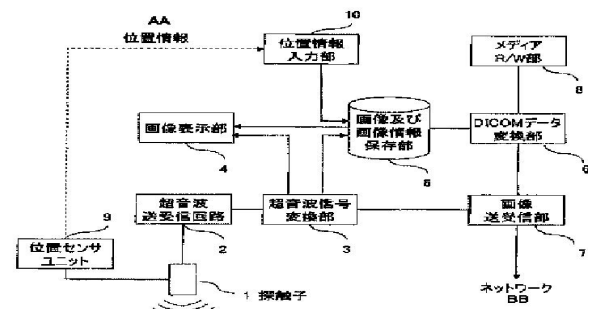 AA
位置情報
10
位置情報
入力部
メディア
R/W部
8
画像表示部
4
画像及び
画像情報
保存部
5
DICOMデータ
変換部
6
9
位置センサ
ユニット
超音波
送受信回路
2
超音波信号
変換部
3
画像
送受信部
7
1 探触子
ネットワーク
BB